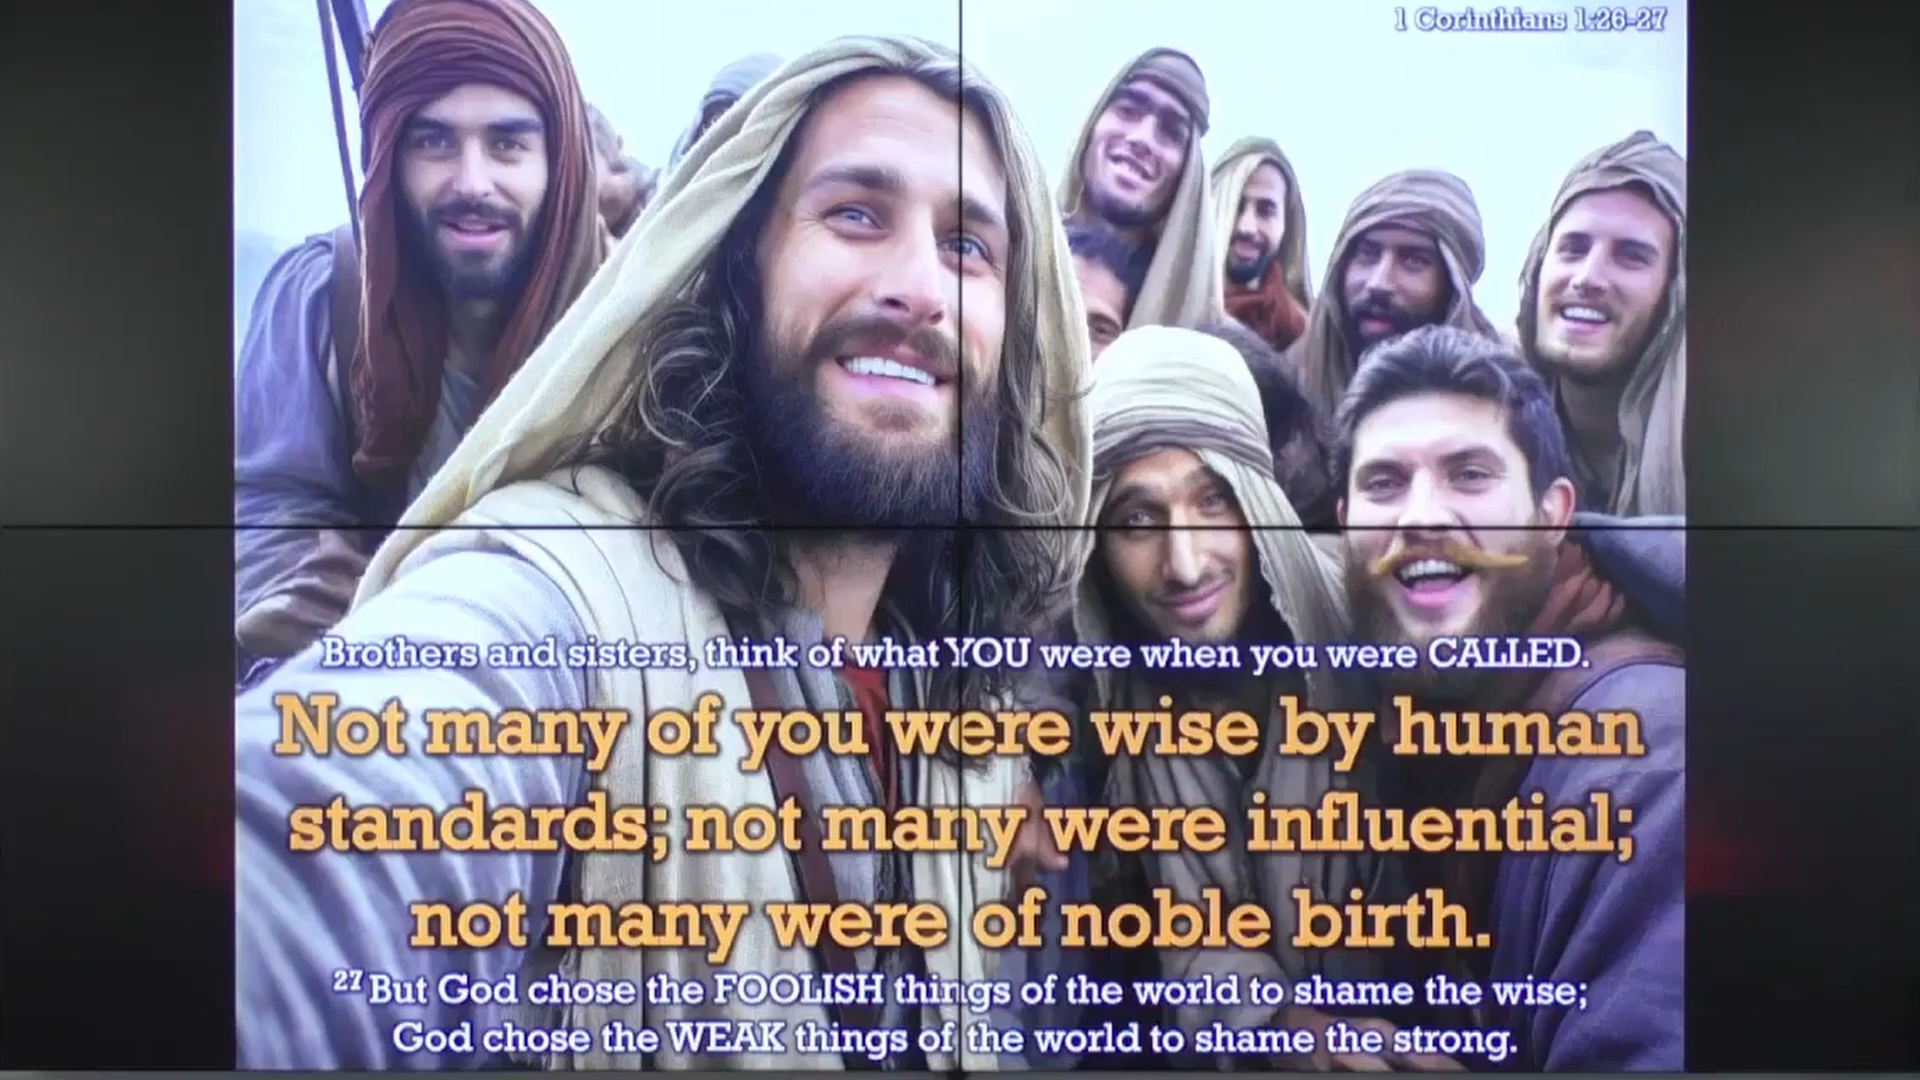 1 Corinthians 1:26-27
Brothers and sisters, think of what YOU were when you were CALLED.
Not many of you were wise by human
standards; not many were influential;
not many were of noble birth.
27 But God chose the FOOLISH things of the world to shame the wise;
God chose the WEAK things of the world to shame the strong.